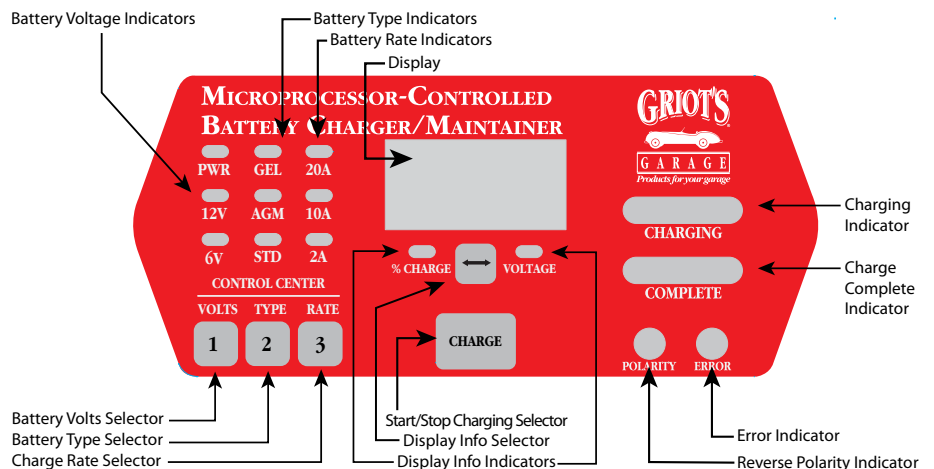 Battery Voltage Indicators
Battery Type Indicators
Battery Rate Indicators
Display
MICROPROCESSOR-CONTROLLED
BATTERY CHARGER/MAINTAINER
GRIOT'S
GARAGE
Products for your garage
PWR GEL 20A
12V AGM 10A
6V STD 2A
% CHARGE VOLTAGE
CHARGING
COMPLETE
CONTROL CENTER
VOLTS TYPE RATE
1 2 3
CHARGE
POLARITY ERROR
Charging
Indicator
Charge
Complete
Indicator
Battery Volts Selector
Battery Type Selector
Charge Rate Selector
Start/Stop Charging Selector
Display Info Selector
Display Info Indicators
Error Indicator
Reverse Polarity Indicator